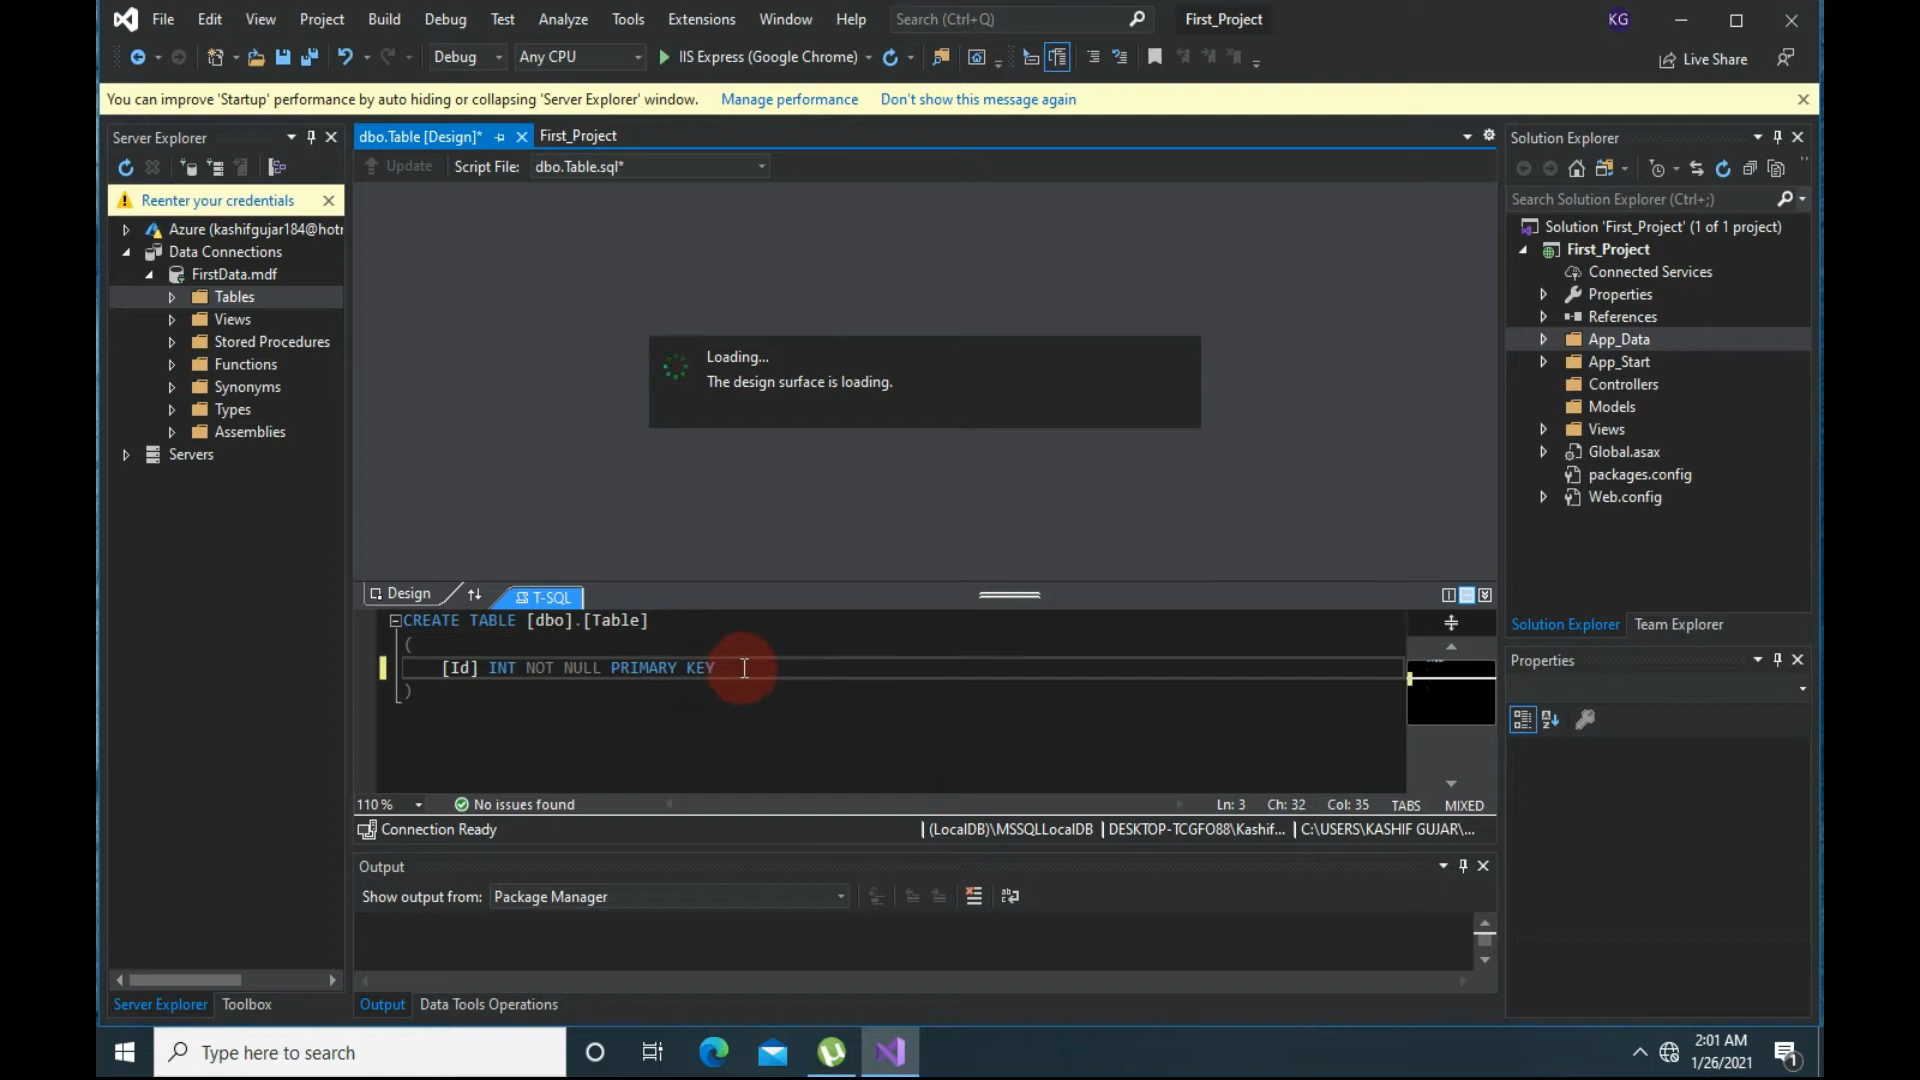 File Edit View Project Build Debug Test Analyze Tools Extensions Window Help Search (Ctrl+Q) First_Project KG
Debug Any CPU IIS Express (Google Chrome) Live Share
You can improve 'Startup' performance by auto hiding or collapsing 'Server Explorer' window. Manage performance Don't show this message again
Server Explorer
Reenter your credentials
Azure (kashifgujar184@hotr
Data Connections
FirstData.mdf
Tables
Views
Stored Procedures
Functions
Synonyms
Types
Assemblies
Servers
Server Explorer Toolbox
dbo.Table [Design]* First_Project
Update Script File: dbo.Table.sql*
Loading...
The design surface is loading.
Design T-SQL
CREATE TABLE [dbo].[Table]
(
[Id] INT NOT NULL PRIMARY KEY
)
110 % No issues found Ln: 3 Ch: 32 Col: 35 TABS MIXED
Connection Ready (LocalDB)\MSSQLLocalDB DESKTOP-TCGFO88\Kashif... C:\USERS\KASHIF GUJAR\...
Output
Show output from: Package Manager
Output Data Tools Operations
Solution Explorer
Search Solution Explorer (Ctrl+;)
Solution 'First_Project' (1 of 1 project)
First_Project
Connected Services
Properties
References
App_Data
App_Start
Controllers
Models
Views
Global.asax
packages.config
Web.config
Solution Explorer Team Explorer
Properties
Type here to search
2:01 AM
1/26/2021
1